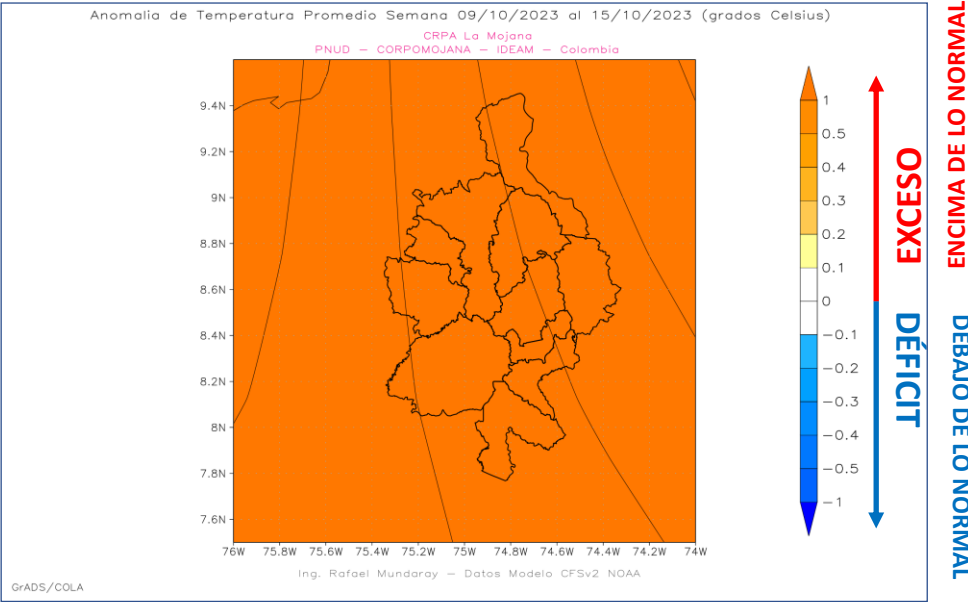 Anomalia de Temperatura Promedio Semana 09/10/2023 al 15/10/2023 (grados Celsius)
CRPA La Mojana
PNUD – CORPOMOJANA – IDEAM – Colombia
9.4N
9.2N
9N
8.8N
8.6N
8.4N
8.2N
8N
7.8N
7.6N
76W 75.8W 75.6W 75.4W 75.2W 75W 74.8W 74.6W 74.4W 74.2W 74W
1
0.5
0.4
0.3
0.2
0.1
0
−0.1
−0.2
−0.3
−0.4
−0.5
−1
EXCESO
DÉFICIT
ENCIMA DE LO NORMAL
DEBAJO DE LO NORMAL
Ing. Rafael Mundaray – Datos Modelo CFSv2 NOAA
GrADS/COLA